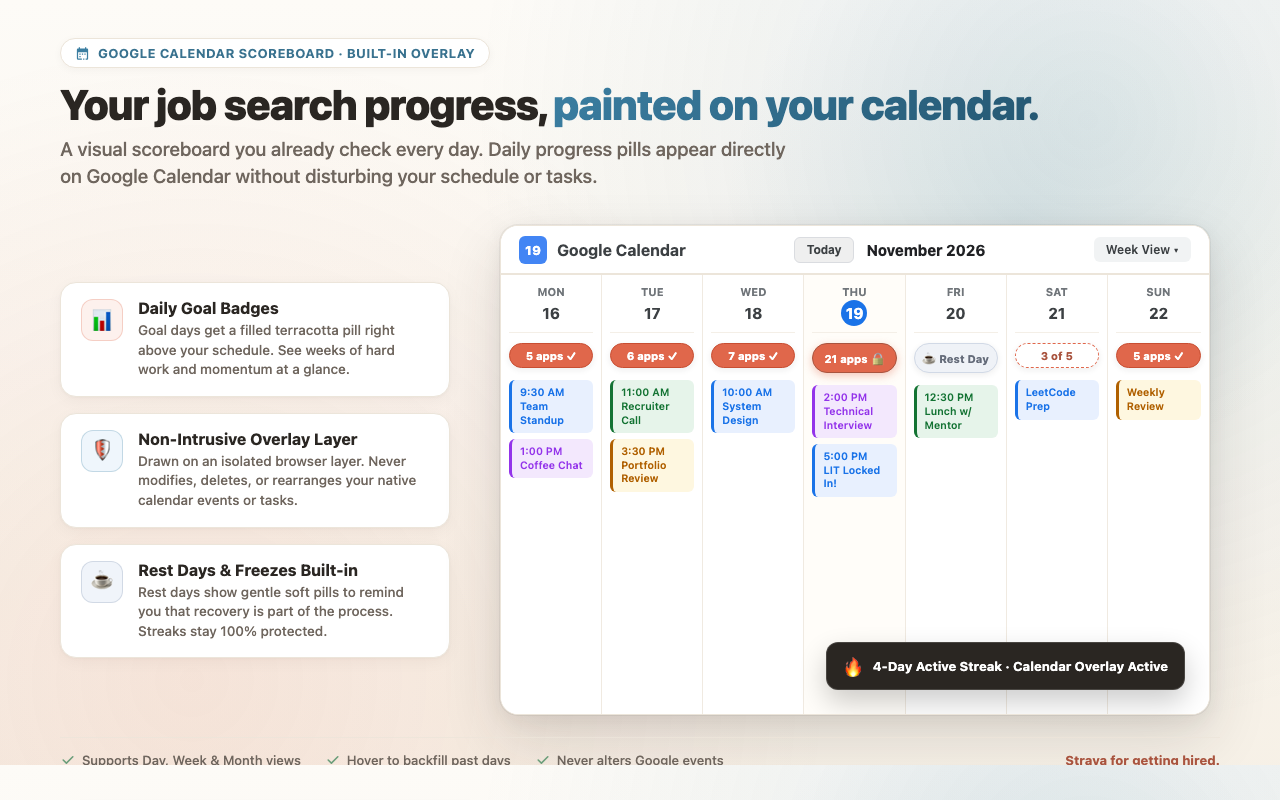 GOOGLE CALENDAR SCOREBOARD · BUILT-IN OVERLAY
Your job search progress, painted on your calendar.
A visual scoreboard you already check every day. Daily progress pills appear directly
on Google Calendar without disturbing your schedule or tasks.
Daily Goal Badges
Goal days get a filled terracotta pill right
above your schedule. See weeks of hard
work and momentum at a glance.
Non-Intrusive Overlay Layer
Drawn on an isolated browser layer. Never
modifies, deletes, or rearranges your native
calendar events or tasks.
Rest Days & Freezes Built-in
Rest days show gentle soft pills to remind
you that recovery is part of the process.
Streaks stay 100% protected.
19 Google Calendar Today November 2026 Week View ▾
MON TUE WED THU FRI SAT SUN
16 17 18 19 20 21 22
5 apps ✓ 6 apps ✓ 7 apps ✓ 21 apps 🔒 ☕ Rest Day 3 of 5 5 apps ✓
9:30 AM
Team
Standup
1:00 PM
Coffee Chat
11:00 AM
Recruiter
Call
3:30 PM
Portfolio
Review
10:00 AM
System
Design
2:00 PM
Technical
Interview
5:00 PM
LIT Locked
In!
12:30 PM
Lunch w/
Mentor
LeetCode
Prep
Weekly
Review
🔥 4-Day Active Streak · Calendar Overlay Active
✓ Supports Day, Week & Month views ✓ Hover to backfill past days ✓ Never alters Google events Strava for getting hired.